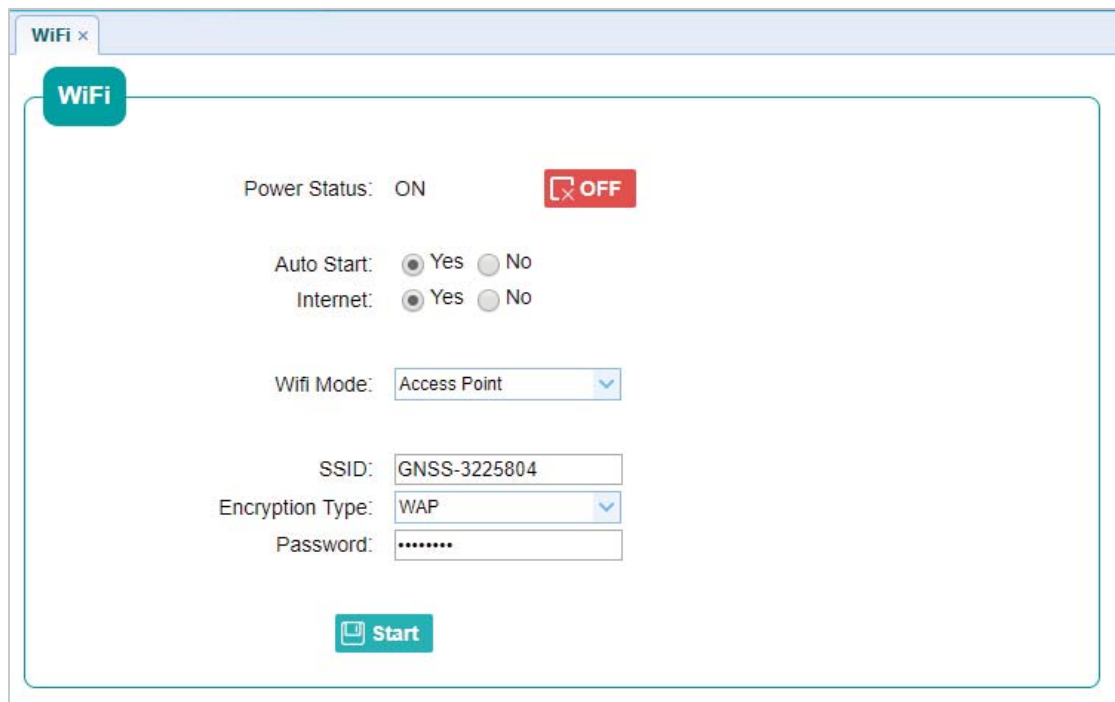 WiFi ×
WiFi
Power Status: ON OFF
Auto Start: Yes No
Internet: Yes No
Wifi Mode: Access Point
SSID: GNSS-3225804
Encryption Type: WAP
Password: ••••••••
Start